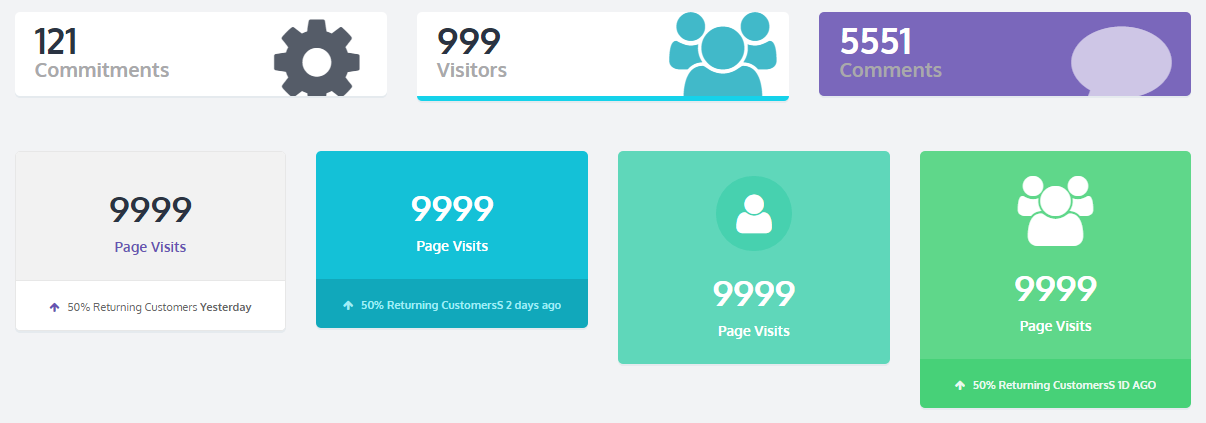 121
Commitments
999
Visitors
5551
Comments
9999
Page Visits
50% Returning Customers Yesterday
9999
Page Visits
50% Returning CustomersS 2 days ago
9999
Page Visits
9999
Page Visits
50% Returning CustomersS 1D AGO